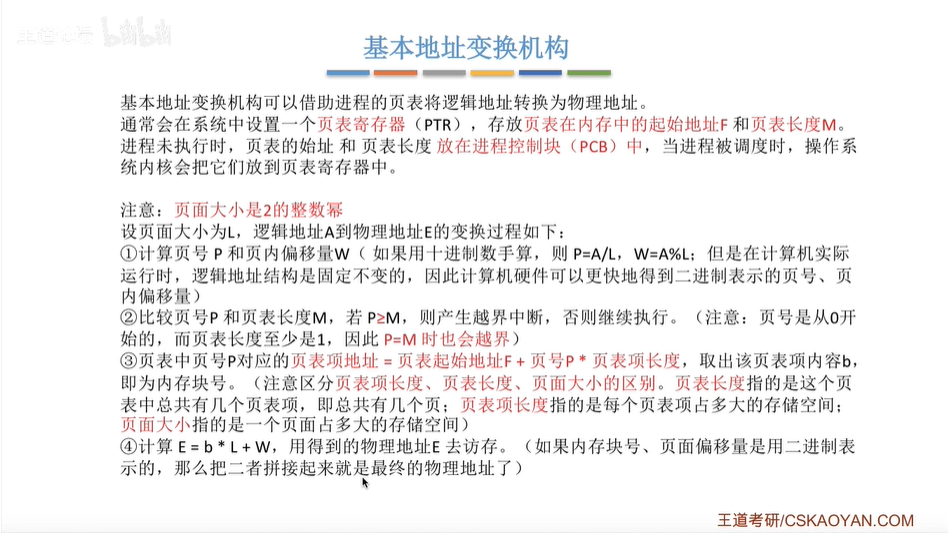 王道考研 bilibili
基本地址变换机构
基本地址变换机构可以借助进程的页表将逻辑地址转换为物理地址。
通常会在系统中设置一个页表寄存器（PTR），存放页表在内存中的起始地址F 和页表长度M。
进程未执行时，页表的始址 和 页表长度 放在进程控制块（PCB）中，当进程被调度时，操作系
统内核会把它们放到页表寄存器中。
注意：页面大小是2的整数幂
设页面大小为L，逻辑地址A到物理地址E的变换过程如下：
①计算页号 P 和页内偏移量W（ 如果用十进制数手算，则 P=A/L，W=A%L；但是在计算机实际
运行时，逻辑地址结构是固定不变的，因此计算机硬件可以更快地得到二进制表示的页号、页
内偏移量）
②比较页号P 和页表长度M，若 P≥M，则产生越界中断，否则继续执行。（注意：页号是从0开
始的，而页表长度至少是1，因此 P=M 时也会越界）
③页表中页号P对应的页表项地址 = 页表起始地址F + 页号P * 页表项长度，取出该页表项内容b，
即为内存块号。（注意区分页表项长度、页表长度、页面大小的区别。页表长度指的是这个页
表中总共有几个页表项，即总共有几个页；页表项长度指的是每个页表项占多大的存储空间；
页面大小指的是一个页面占多大的存储空间）
④计算 E = b * L + W，用得到的物理地址E 去访存。（如果内存块号、页面偏移量是用二进制表
示的，那么把二者拼接起来就是最终的物理地址了）
王道考研/CSKAOYAN.COM